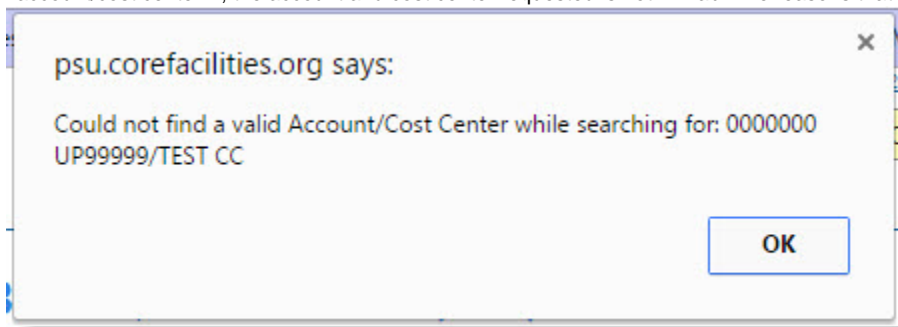 psu.corefacilities.org says:
Could not find a valid Account/Cost Center while searching for: 0000000
UP99999/TEST CC
OK